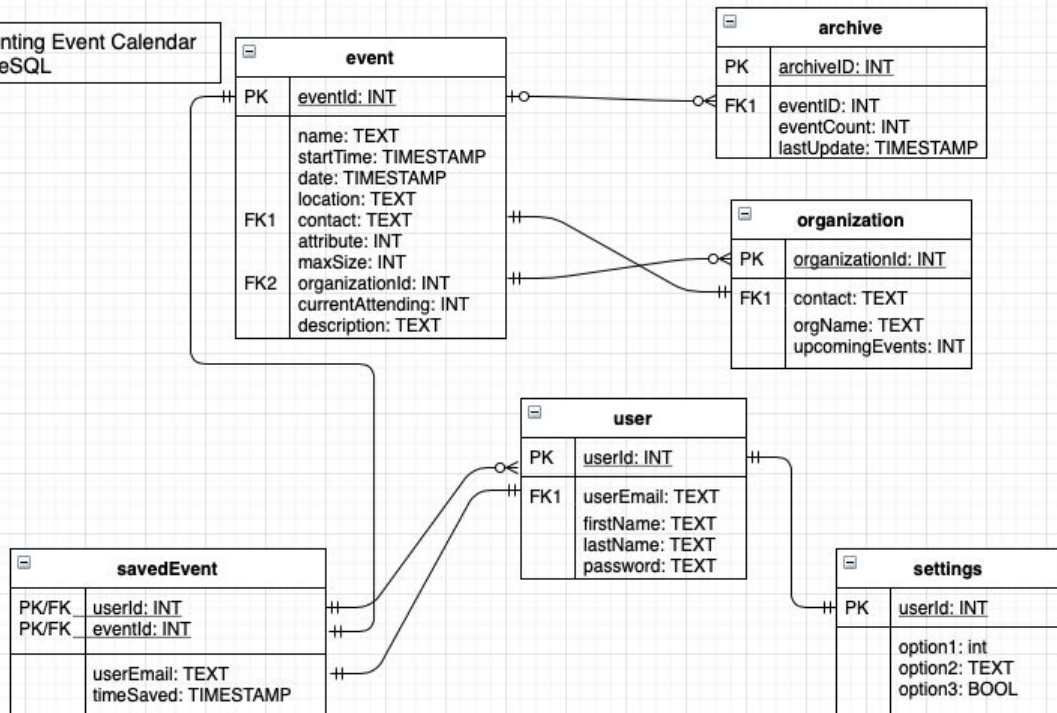 nting Event Calendar
eSQL
event
PK eventId: INT
name: TEXT
startTime: TIMESTAMP
date: TIMESTAMP
location: TEXT
FK1 contact: TEXT
attribute: INT
maxSize: INT
FK2 organizationId: INT
currentAttending: INT
description: TEXT
archive
PK archiveID: INT
FK1 eventID: INT
eventCount: INT
lastUpdate: TIMESTAMP
organization
PK organizationId: INT
FK1 contact: TEXT
orgName: TEXT
upcomingEvents: INT
user
PK userId: INT
FK1 userEmail: TEXT
firstName: TEXT
lastName: TEXT
password: TEXT
savedEvent
PK/FK userId: INT
PK/FK eventId: INT
userEmail: TEXT
timeSaved: TIMESTAMP
settings
PK userId: INT
option1: int
option2: TEXT
option3: BOOL